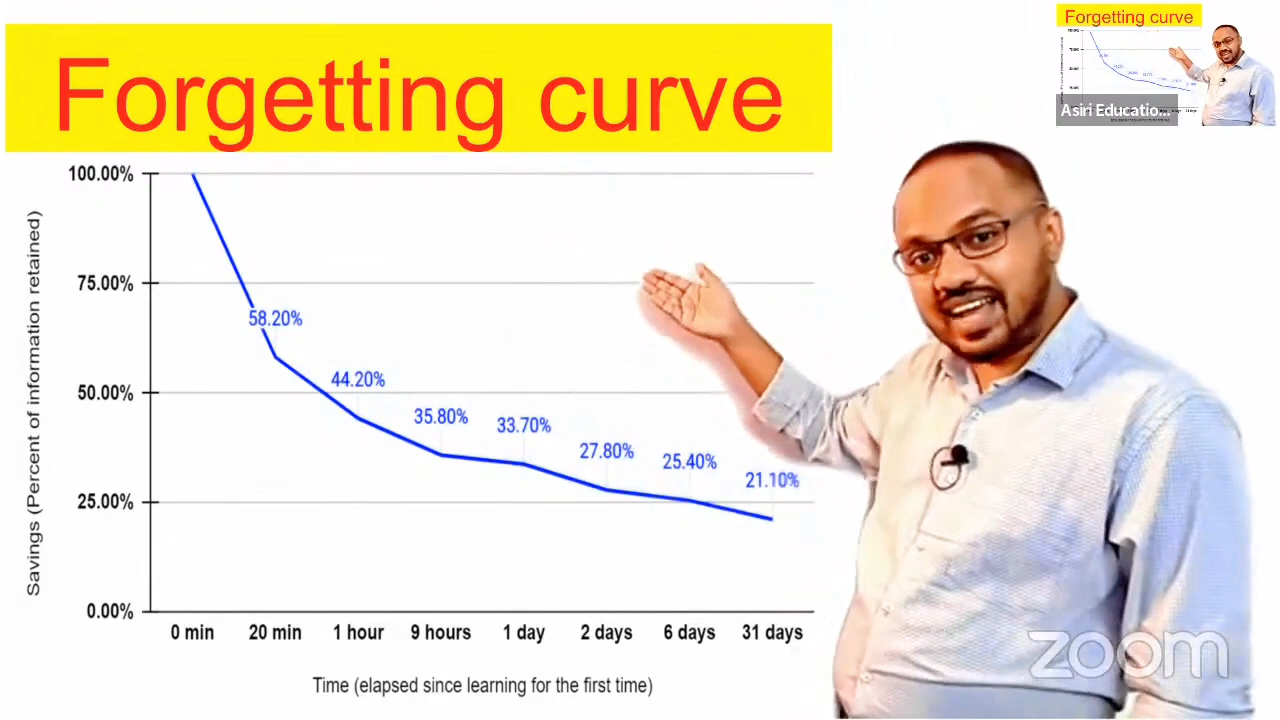 Forgetting curve
Forgetting curve
Asiri Educatio...
100.00%
75.00%
50.00%
25.00%
0.00%
Savings (Percent of information retained)
58.20%
44.20%
35.80%
33.70%
27.80%
25.40%
21.10%
0 min 20 min 1 hour 9 hours 1 day 2 days 6 days 31 days
Time (elapsed since learning for the first time)
zoom